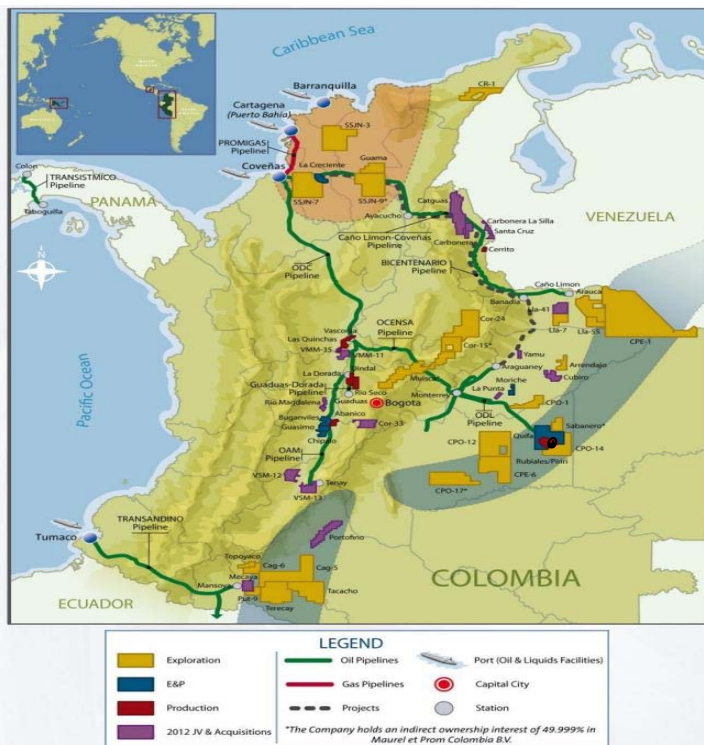 Caribbean Sea
Barranquilla
Cartagena
(Puerto Bahia)
PROMIGAS
Pipeline
Coveñas
CR-1
SSJN-3
La Creciente
Guama
SSJN-7
SSJN-9*
Colon
TRANSISTMICO
Pipeline
Taboguilla
PANAMA
VENEZUELA
Ayacucho
Catguas
Caño Limon-Coveñas
Pipeline
Carbonera La Silla
Santa Cruz
Carbonera
Cerrito
BICENTENARIO
Pipeline
Caño Limon
Arauca
Banadia
ODC
Pipeline
N
Pacific Ocean
Lla-41
Lla-7
Lla-55
CPE-1
Cor-24
OCENSA
Pipeline
Cor-15*
Vasconia
Las Quinchas
VMM-35
VMM-11
Yamu
Araguaney
Arrendajo
Cubiro
Moriche
La Punta
Muisca
Monterrey
Dindal
La Dorada
Guaduas-Dorada
Pipeline
Rio Seco
Guaduas
Bogota
Rio Magdalena
Buganviles
Abanico
Guasimo
Chipalo
Cor-33
ODL
Pipeline
CPO-1
Sabanero*
CPO-12
Quifa
CPO-14
Rubiales/Piriri
CPE-6
CPO-17*
OAM
Pipeline
VSM-12
VSM-13
Tenay
Portofino
TRANSANDINO
Pipeline
Tumaco
Topoyaco
Cag-6
Cag-5
Mecaya
Mansoya
Put-9
Tacacho
Terecay
COLOMBIA
ECUADOR
LEGEND
Exploration
E&P
Production
2012 JV & Acquisitions
Oil Pipelines
Gas Pipelines
Projects
Port (Oil & Liquids Facilities)
Capital City
Station
*The Company holds an indirect ownership interest of 49.999% in
Maurel et Prom Colombia B.V.